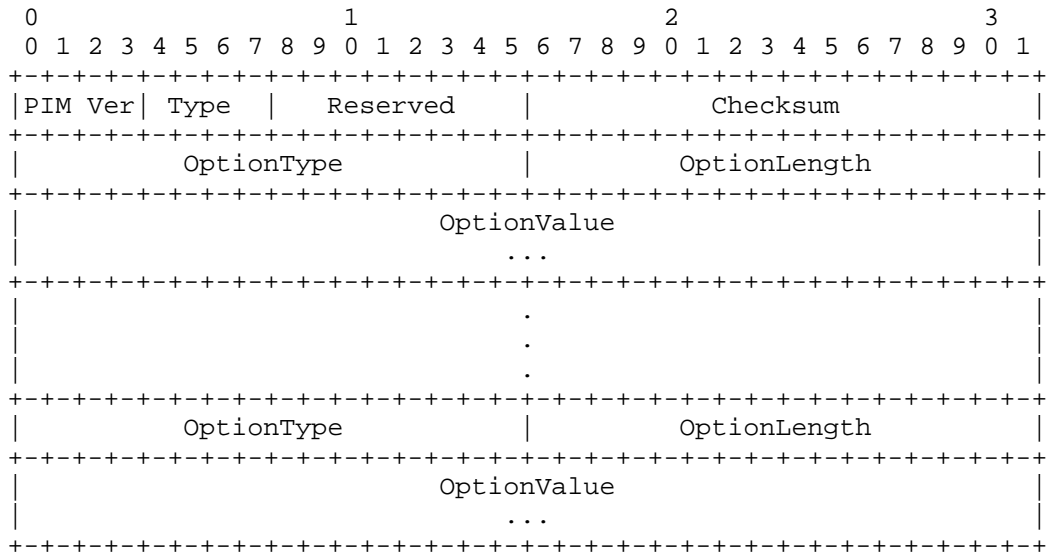 0                   1                   2                   3
 0 1 2 3 4 5 6 7 8 9 0 1 2 3 4 5 6 7 8 9 0 1 2 3 4 5 6 7 8 9 0 1
+-+-+-+-+-+-+-+-+-+-+-+-+-+-+-+-+-+-+-+-+-+-+-+-+-+-+-+-+-+-+-+-+
|PIM Ver| Type  |   Reserved    |           Checksum            |
+-+-+-+-+-+-+-+-+-+-+-+-+-+-+-+-+-+-+-+-+-+-+-+-+-+-+-+-+-+-+-+-+
|          OptionType           |         OptionLength          |
+-+-+-+-+-+-+-+-+-+-+-+-+-+-+-+-+-+-+-+-+-+-+-+-+-+-+-+-+-+-+-+-+
|                          OptionValue                          |
|                              ...                              |
+-+-+-+-+-+-+-+-+-+-+-+-+-+-+-+-+-+-+-+-+-+-+-+-+-+-+-+-+-+-+-+-+
|                               .                               |
|                               .                               |
|                               .                               |
+-+-+-+-+-+-+-+-+-+-+-+-+-+-+-+-+-+-+-+-+-+-+-+-+-+-+-+-+-+-+-+-+
|          OptionType           |         OptionLength          |
+-+-+-+-+-+-+-+-+-+-+-+-+-+-+-+-+-+-+-+-+-+-+-+-+-+-+-+-+-+-+-+-+
|                          OptionValue                          |
|                              ...                              |
+-+-+-+-+-+-+-+-+-+-+-+-+-+-+-+-+-+-+-+-+-+-+-+-+-+-+-+-+-+-+-+-+